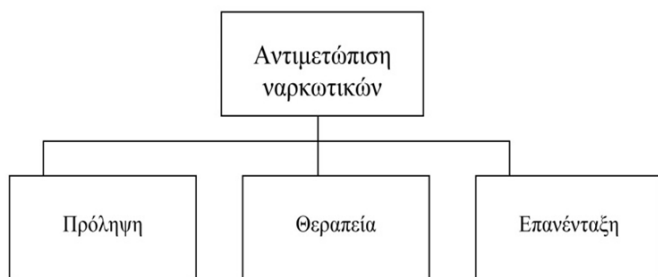 Αντιμετώπιση
ναρκωτικών
Πρόληψη
Θεραπεία
Επανένταξη